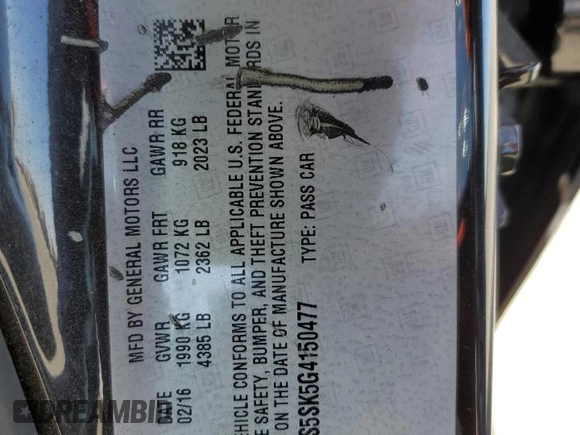 MFD BY GENERAL MOTORS LLC
DATE GVWR GAWR FRT GAWR RR
02/16 1990 KG 1072 KG 918 KG
4385 LB 2362 LB 2023 LB
EHICLE CONFORMS TO ALL APPLICABLE U.S. FEDERAL MOTOR
E SAFETY, BUMPER, AND THEFT PREVENTION STANDARDS IN
ON THE DATE OF MANUFACTURE SHOWN ABOVE.
S5SK5G4150477 TYPE: PASS CAR
DREAMBID